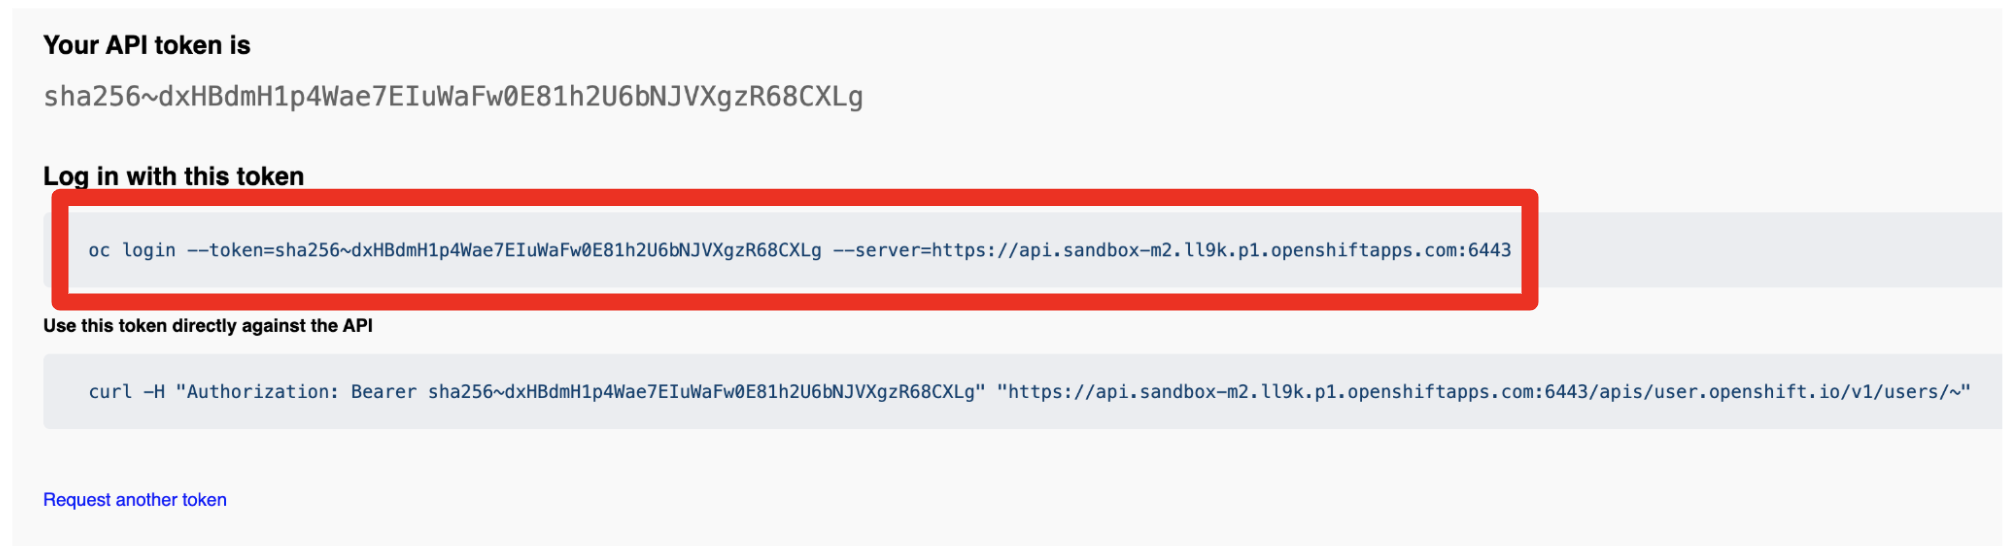 Your API token is
sha256~dxHBdmH1p4Wae7EIuWaFw0E81h2U6bNJVXgzR68CXLg
Log in with this token
oc login --token=sha256~dxHBdmH1p4Wae7EIuWaFw0E81h2U6bNJVXgzR68CXLg --server=https://api.sandbox-m2.ll9k.p1.openshiftapps.com:6443
Use this token directly against the API
curl -H "Authorization: Bearer sha256~dxHBdmH1p4Wae7EIuWaFw0E81h2U6bNJVXgzR68CXLg" "https://api.sandbox-m2.ll9k.p1.openshiftapps.com:6443/apis/user.openshift.io/v1/users/~"
Request another token